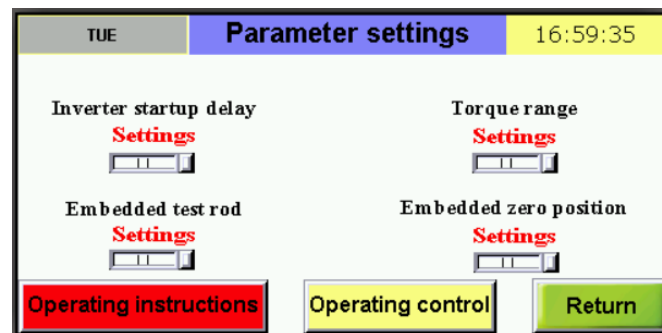 TUE
Parameter settings
16:59:35
Inverter startup delay
Settings
Torque range
Settings
Embedded test rod
Settings
Embedded zero position
Settings
Operating instructions
Operating control
Return